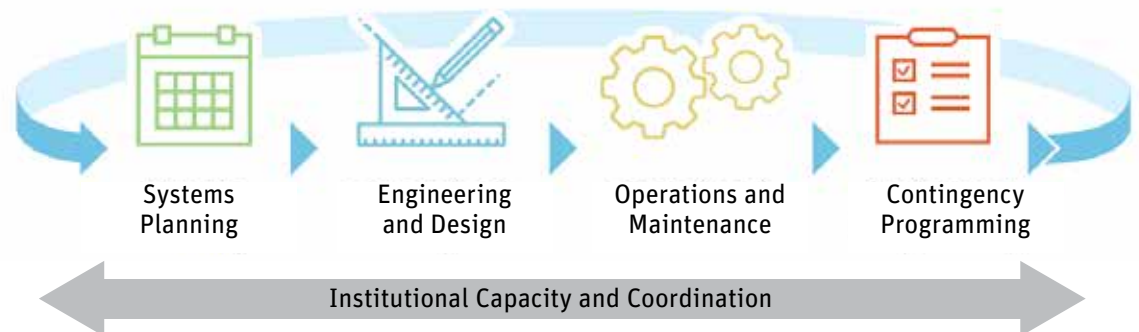 Systems
Planning
Engineering
and Design
Operations and
Maintenance
Contingency
Programming
Institutional Capacity and Coordination